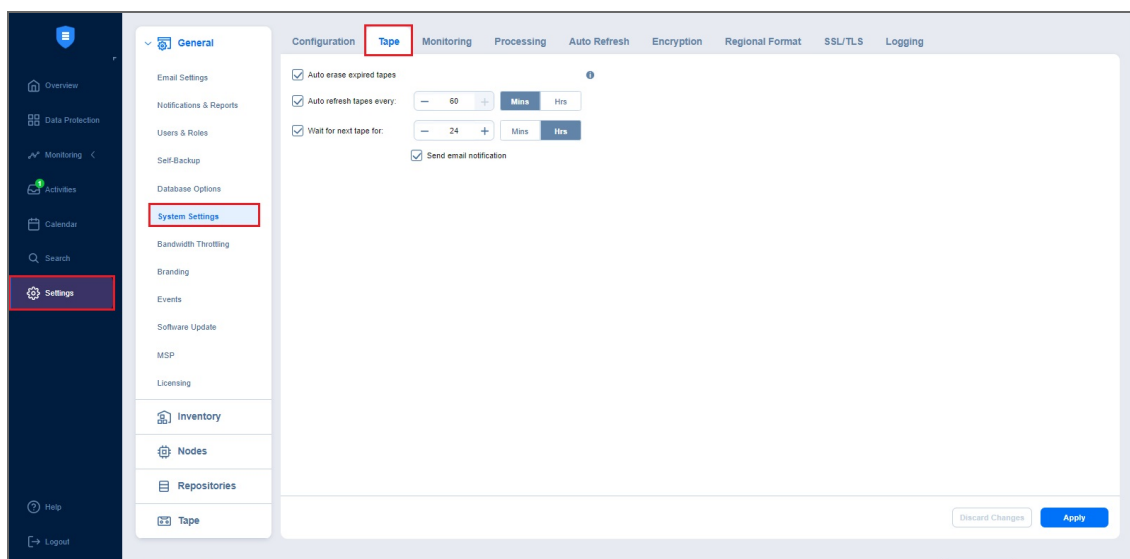 Overview
Data Protection
Monitoring
Activities
1
Calendar
Search
Settings
Help
Logout
General
Email Settings
Notifications & Reports
Users & Roles
Self-Backup
Database Options
System Settings
Bandwidth Throttling
Branding
Events
Software Update
MSP
Licensing
Inventory
Nodes
Repositories
Tape
Configuration Tape Monitoring Processing Auto Refresh Encryption Regional Format SSL/TLS Logging
Auto erase expired tapes
Auto refresh tapes every: − 60 + Mins Hrs
Wait for next tape for: − 24 + Mins Hrs
Send email notification
Discard Changes Apply